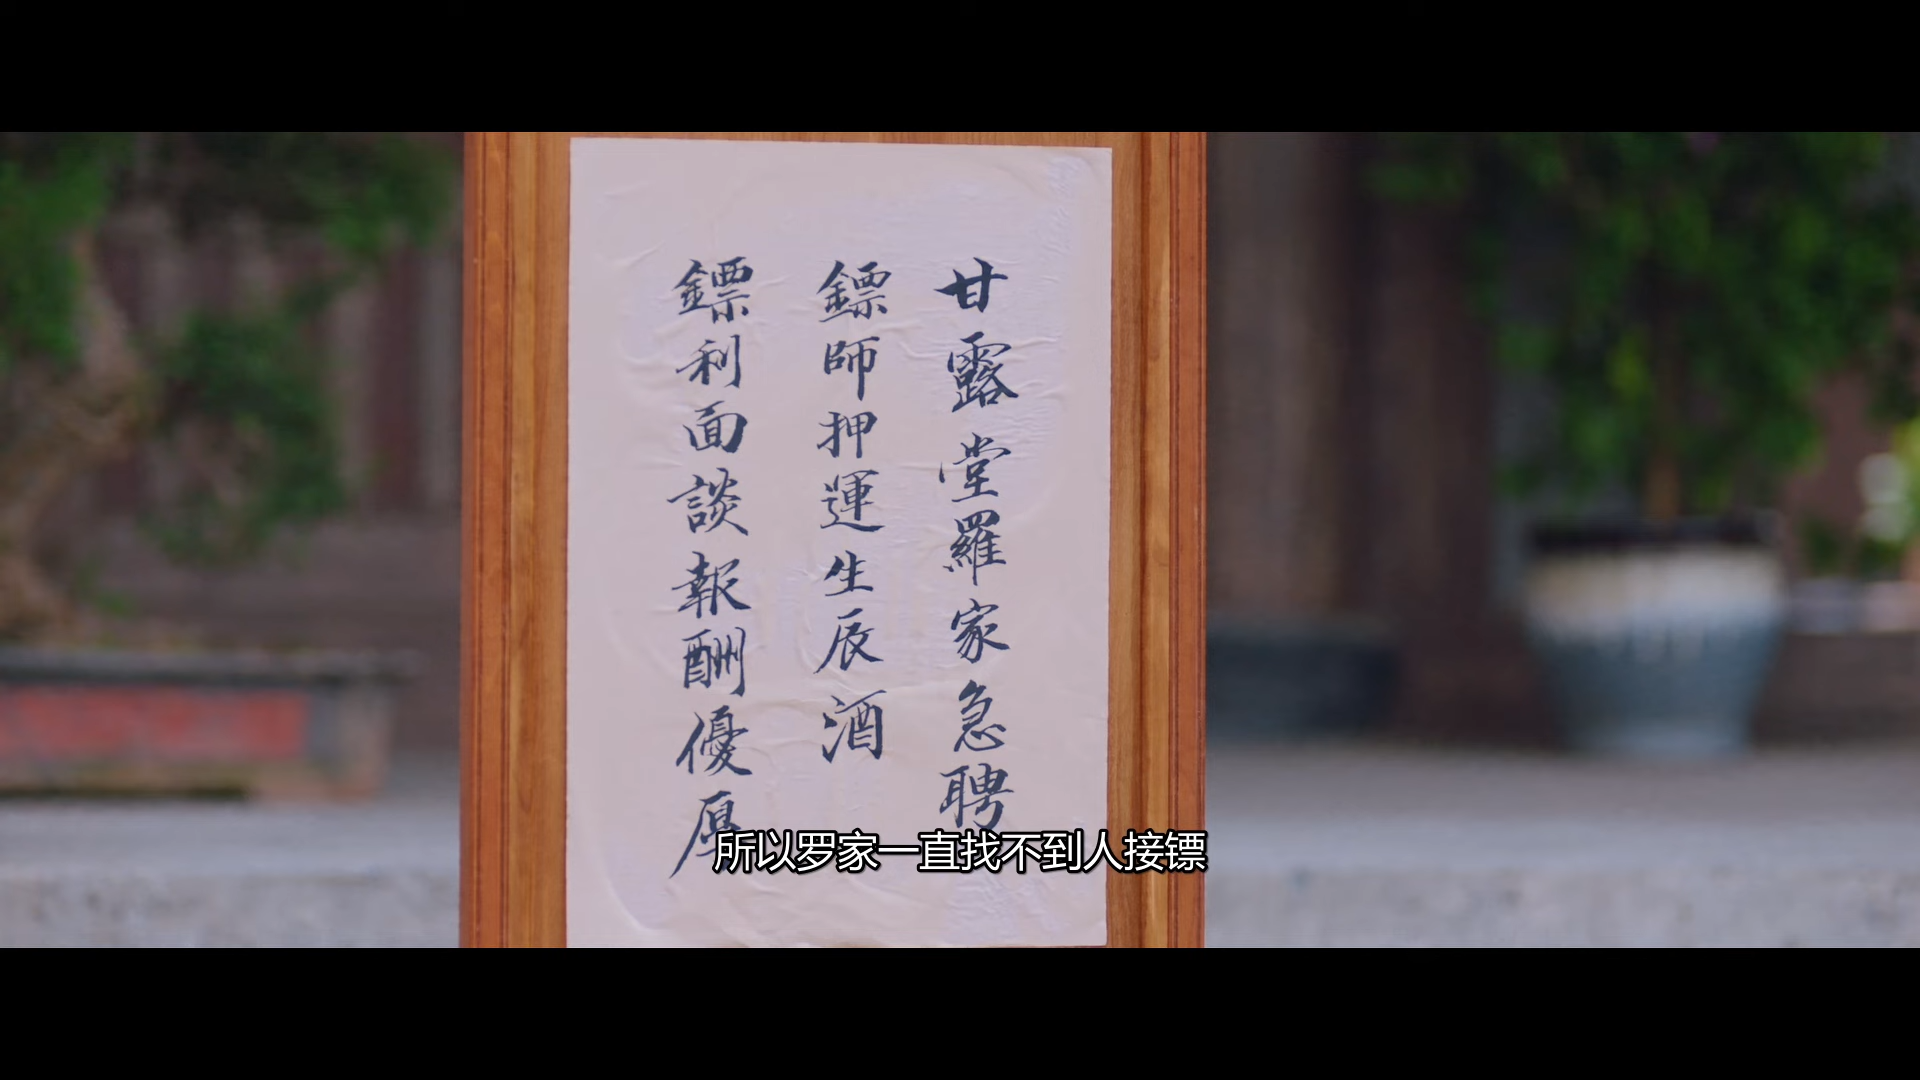 甘露堂羅家急聘
鏢師押運生辰酒
鏢利面談報酬優厚
所以罗家一直找不到人接镖